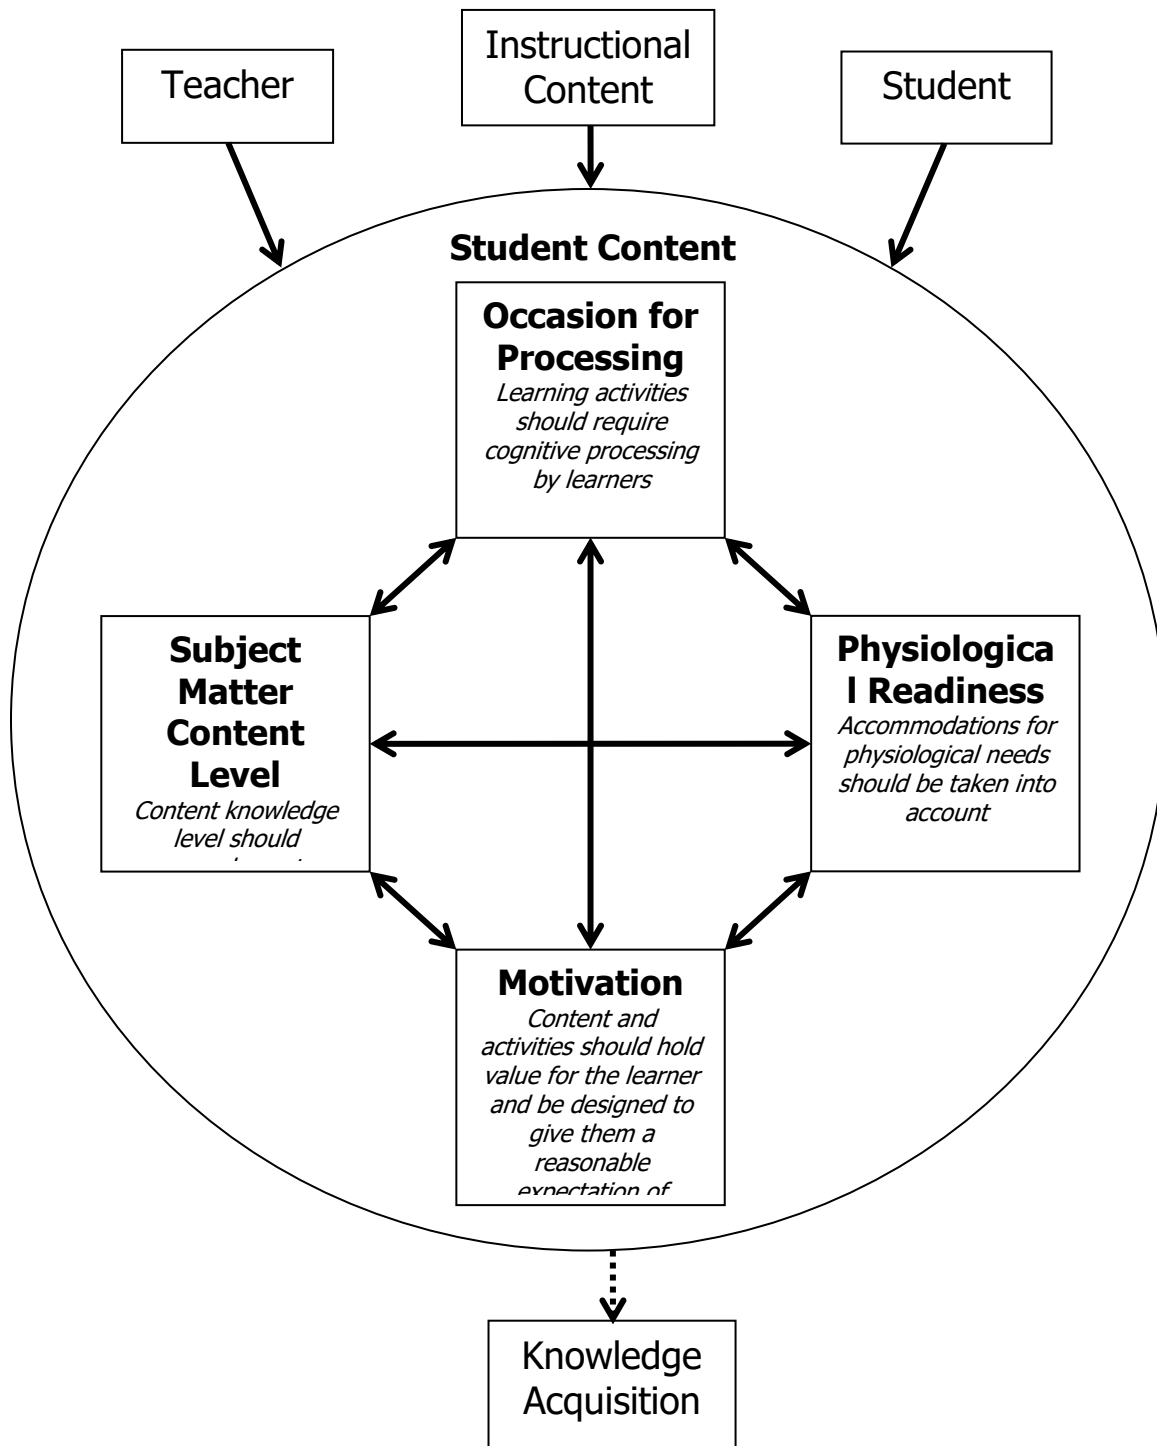 Teacher
Instructional
Content
Student
Student Content
Occasion for
Processing
Learning activities
should require
cognitive processing
by learners
Subject
Matter
Content
Level
Content knowledge
level should
Physiologica
l Readiness
Accommodations for
physiological needs
should be taken into
account
Motivation
Content and
activities should hold
value for the learner
and be designed to
give them a
reasonable
expectation of
Knowledge
Acquisition